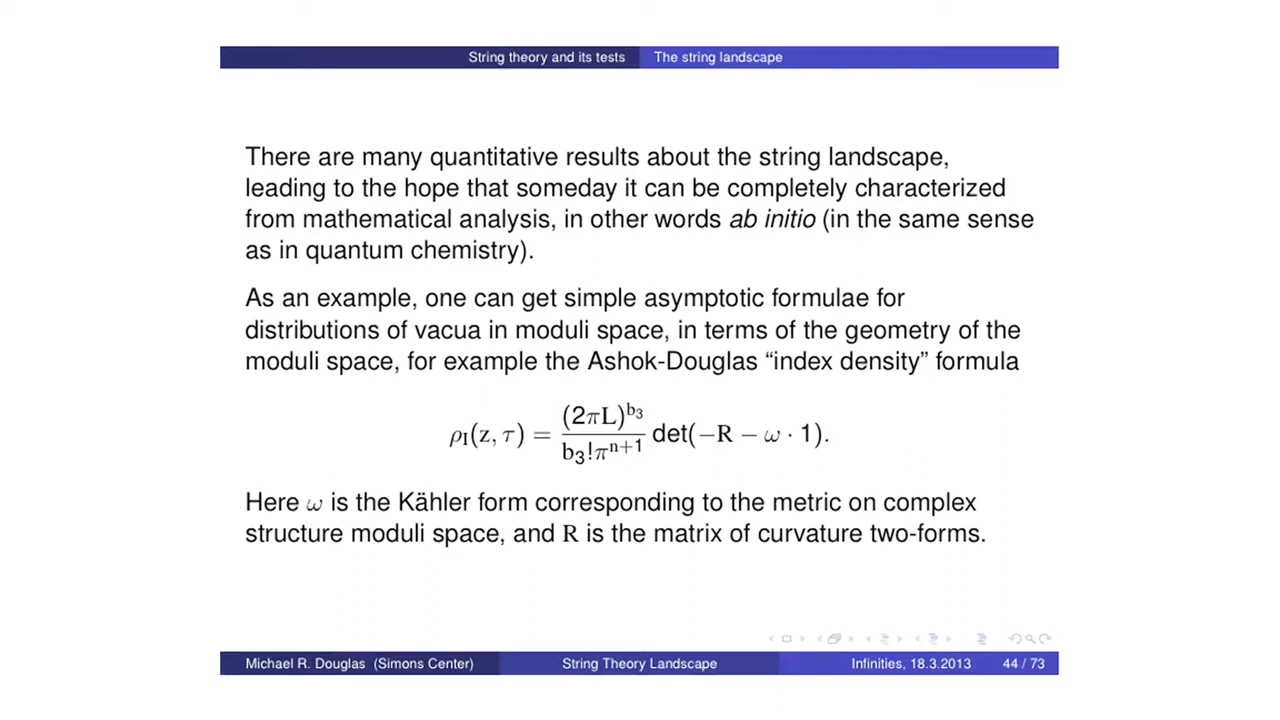 String theory and its tests The string landscape
There are many quantitative results about the string landscape,
leading to the hope that someday it can be completely characterized
from mathematical analysis, in other words ab initio (in the same sense
as in quantum chemistry).
As an example, one can get simple asymptotic formulae for
distributions of vacua in moduli space, in terms of the geometry of the
moduli space, for example the Ashok-Douglas “index density” formula
ρ_I(z, τ) = (2πL)^{b_3} / b_3!π^{n+1} det(−R − ω · 1).
Here ω is the Kähler form corresponding to the metric on complex
structure moduli space, and R is the matrix of curvature two-forms.
Michael R. Douglas (Simons Center) String Theory Landscape Infinities, 18.3.2013 44 / 73